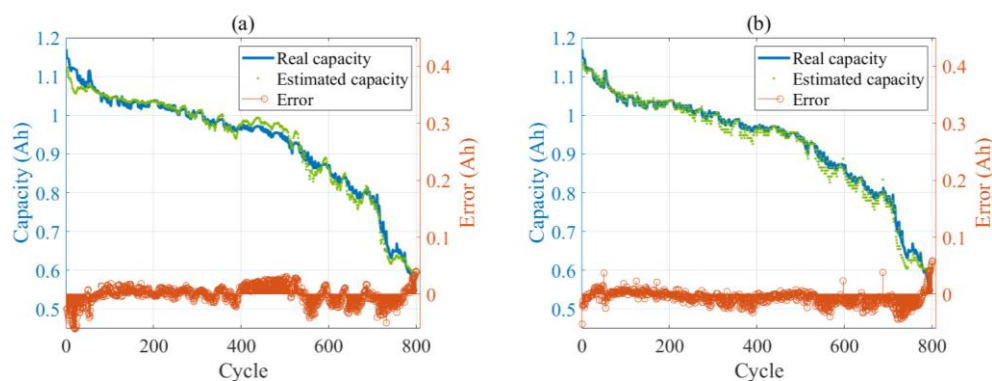 (a)
Real capacity
Estimated capacity
Error
Capacity (Ah)
1.2
1.1
1
0.9
0.8
0.7
0.6
0.5
0.4
0.3
0.2
0.1
0
Error (Ah)
0 200 400 600 800
Cycle
(b)
Real capacity
Estimated capacity
Error
Capacity (Ah)
1.2
1.1
1
0.9
0.8
0.7
0.6
0.5
0.4
0.3
0.2
0.1
0
Error (Ah)
0 200 400 600 800
Cycle